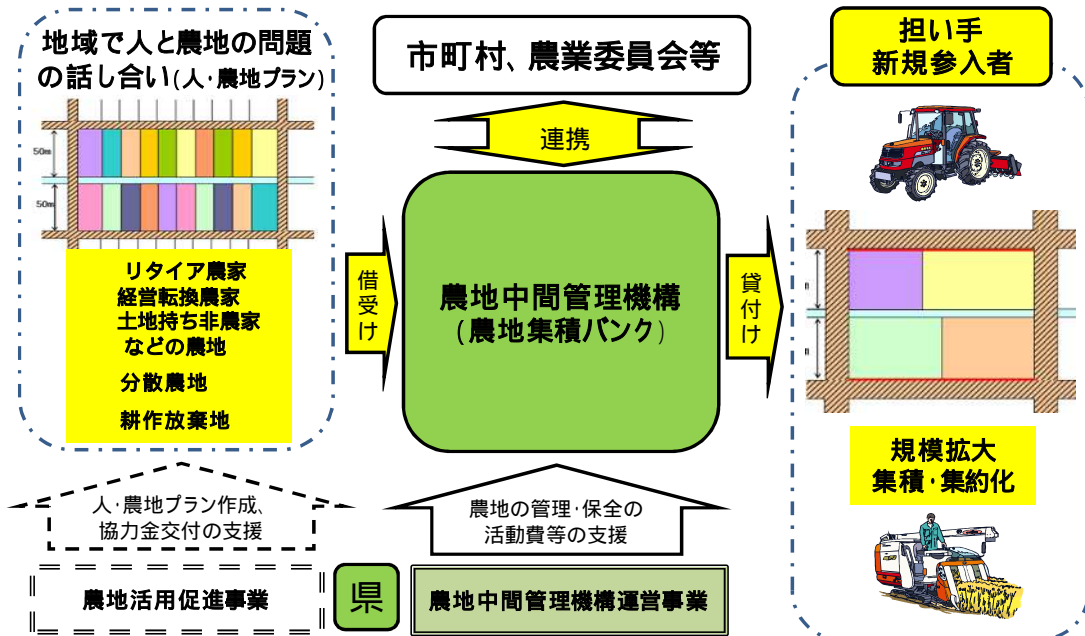 地域で人と農地の問題
の話し合い(人・農地プラン)
50m
50m
リタイア農家
経営転換農家
土地持ち非農家
などの農地
分散農地
耕作放棄地
市町村、農業委員会等
連携
借受け
農地中間管理機構
(農地集積バンク)
貸付け
担い手
新規参入者
規模拡大
集積・集約化
人・農地プラン作成、
協力金交付の支援
農地の管理・保全の
活動費等の支援
農地活用促進事業
県
農地中間管理機構運営事業